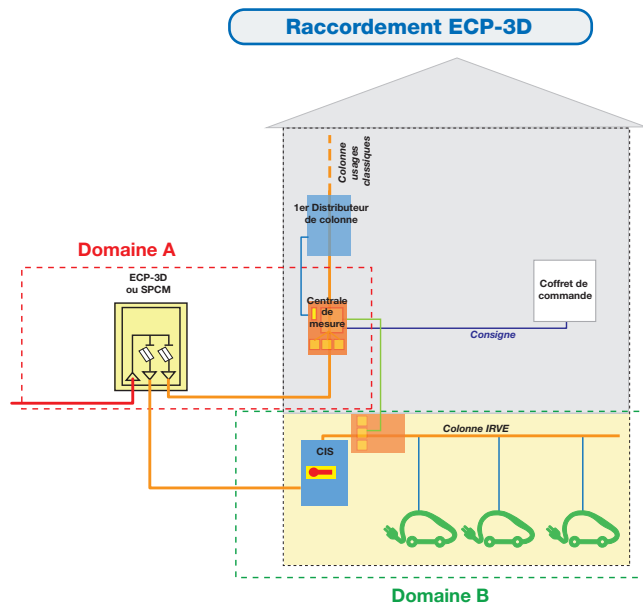 Raccordement ECP-3D
Colonne
usages
classiques
1er Distributeur
de colonne
Domaine A
ECP-3D
ou SPCM
Centrale
de
mesure
Coffret de
commande
Consigne
Colonne IRVE
CIS
Domaine B